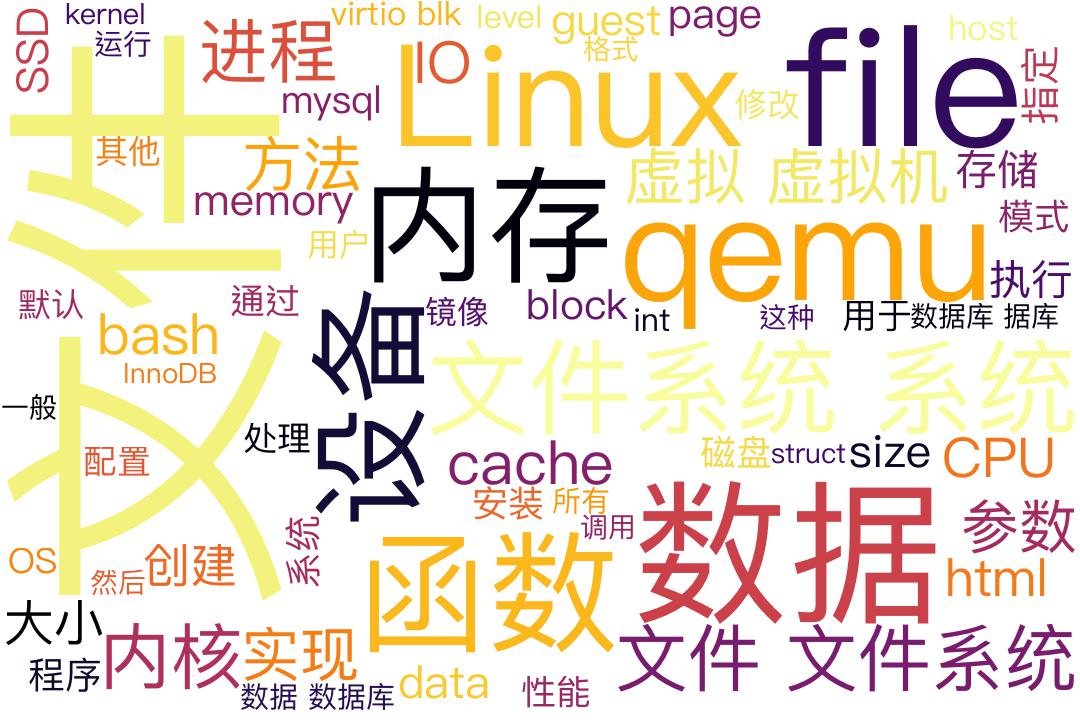 SSD
kernel
运行
virtio blk
level
guest
page
host
进程
IO
格式
Linux
修改
file
指定
mysql
文件
其他
方法
memory
内存
虚拟 虚拟机
存储
模式
用户
qemu
执行
默认
通过
设备
镜像
block
int
这种
用于
数据库 据库
bash
InnoDB
文件系统 系统
一般
处理
配置
cache
磁盘
struct
size
CPU
安装
所有
调用
数据
参数
系统
OS
然后
创建
函数
html
大小
程序
内核
实现
文件 文件系统
数据 数据库
data
性能